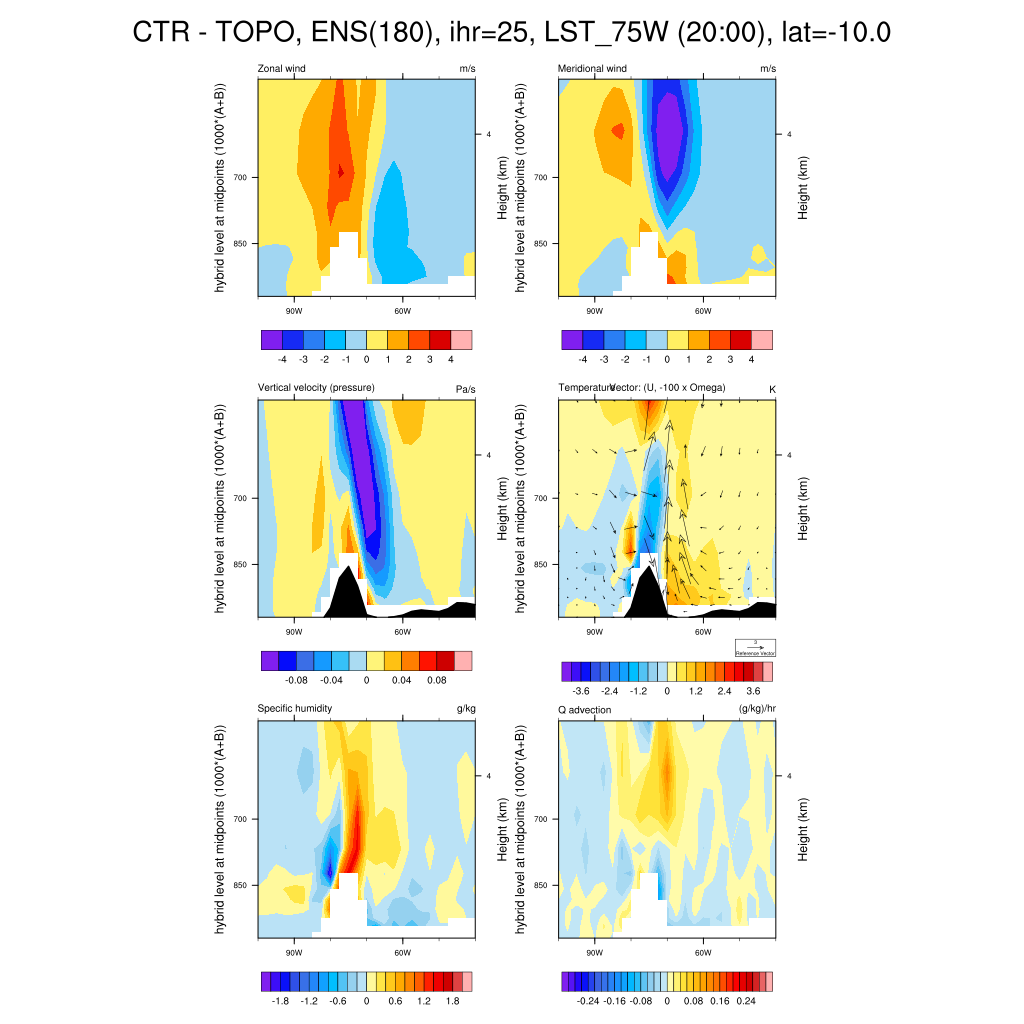 CTR - TOPO, ENS(180), ihr=25, LST_75W (20:00), lat=-10.0
Zonal wind m/s
hybrid level at midpoints (1000*(A+B))
700
850
4
Height (km)
90W 60W
-4 -3 -2 -1 0 1 2 3 4
Meridional wind m/s
hybrid level at midpoints (1000*(A+B))
700
850
4
Height (km)
90W 60W
-4 -3 -2 -1 0 1 2 3 4
Vertical velocity (pressure) Pa/s
hybrid level at midpoints (1000*(A+B))
700
850
4
Height (km)
90W 60W
-0.08 -0.04 0 0.04 0.08
Temperature Vector: (U, -100 x Omega) K
hybrid level at midpoints (1000*(A+B))
700
850
4
Height (km)
90W 60W
3
Reference Vector
-3.6 -2.4 -1.2 0 1.2 2.4 3.6
Specific humidity g/kg
hybrid level at midpoints (1000*(A+B))
700
850
4
Height (km)
90W 60W
-1.8 -1.2 -0.6 0 0.6 1.2 1.8
Q advection (g/kg)/hr
hybrid level at midpoints (1000*(A+B))
700
850
4
Height (km)
90W 60W
-0.24 -0.16 -0.08 0 0.08 0.16 0.24